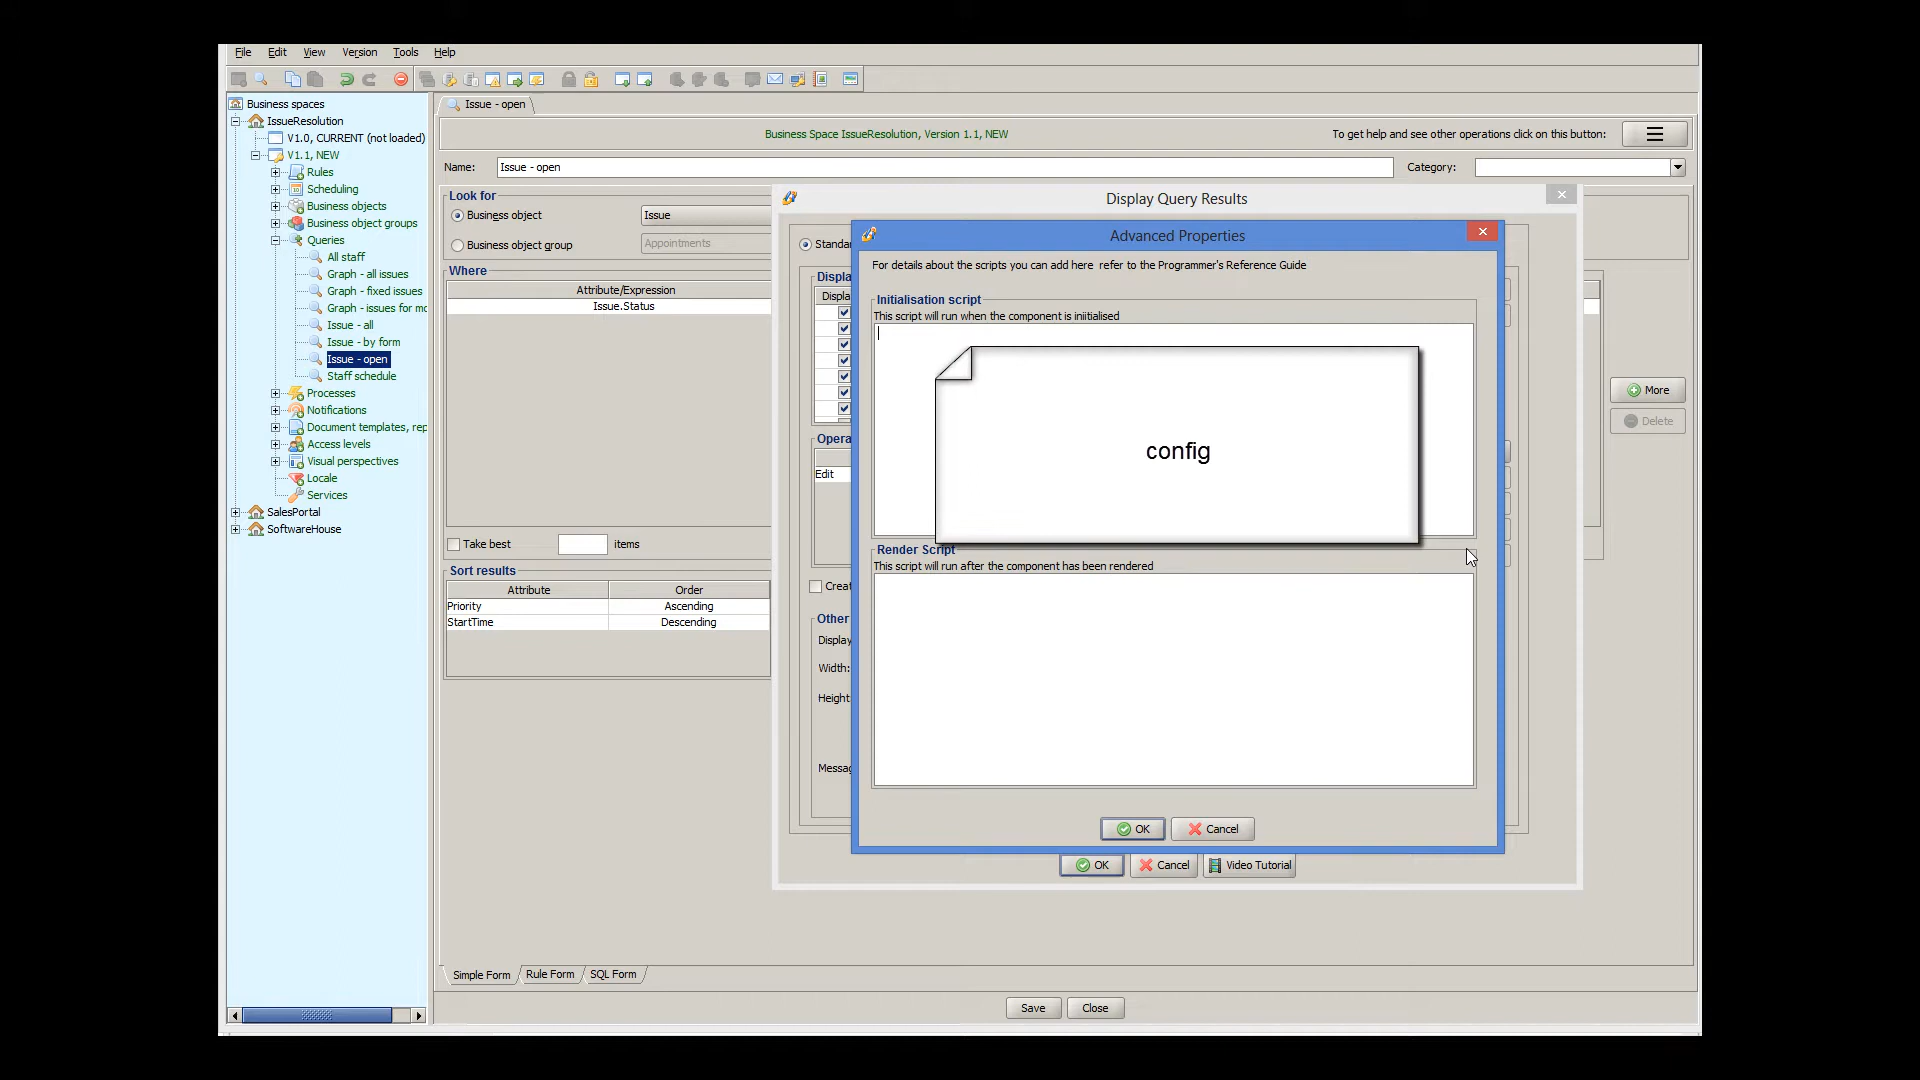 File Edit View Version Tools Help
Business spaces
IssueResolution
V1.0, CURRENT (not loaded)
V1.1, NEW
Rules
Scheduling
Business objects
Business object groups
Queries
All staff
Graph - all issues
Graph - fixed issues
Graph - issues for mo
Issue - all
Issue - by form
Issue - open
Staff schedule
Processes
Notifications
Document templates, rep
Access levels
Visual perspectives
Locale
Services
SalesPortal
SoftwareHouse
Issue - open
Business Space IssueResolution, Version 1.1, NEW
To get help and see other operations click on this button:
Name: Issue - open
Category:
Look for
Business object Issue
Business object group Appointments
Where
Attribute/Expression
Issue.Status
Take best items
Sort results
Attribute Order
Priority Ascending
StartTime Descending
Display Query Results
Standa
Displa
Displa
Opera
Edit
Creat
Other
Display
Width:
Height
Messag
Advanced Properties
For details about the scripts you can add here refer to the Programmer's Reference Guide
Initialisation script
This script will run when the component is iniitialised
config
Render Script
This script will run after the component has been rendered
OK Cancel
OK Cancel Video Tutorial
More
Delete
Simple Form Rule Form SQL Form
Save Close